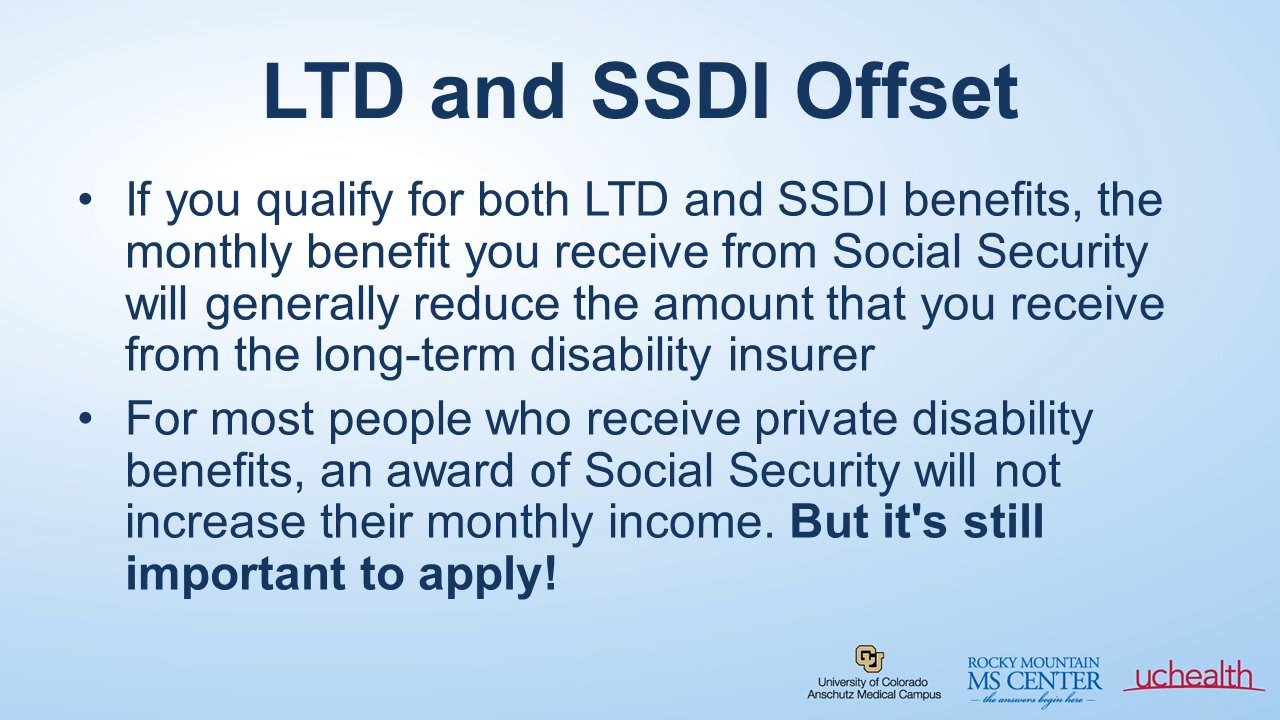 LTD and SSDI Offset
• If you qualify for both LTD and SSDI benefits, the
monthly benefit you receive from Social Security
will generally reduce the amount that you receive
from the long-term disability insurer
• For most people who receive private disability
benefits, an award of Social Security will not
increase their monthly income. But it's still
important to apply!
CU
University of Colorado
Anschutz Medical Campus
ROCKY MOUNTAIN
MS CENTER
— the answers begin here —
uchealth